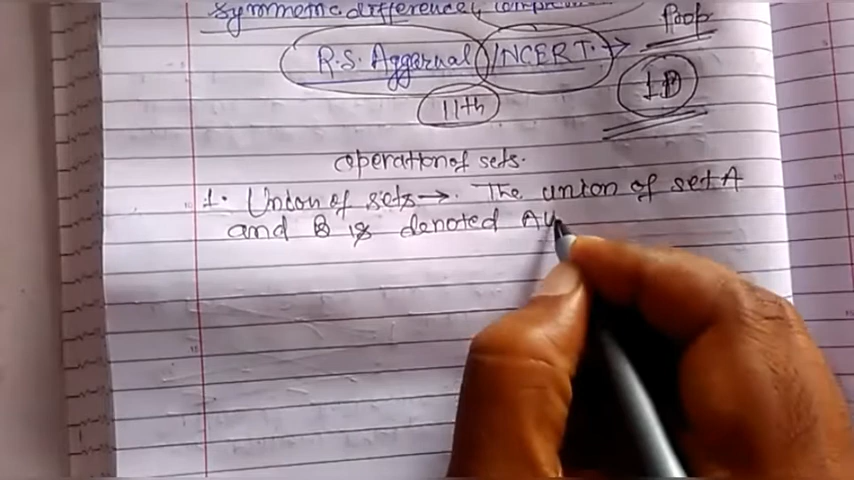 symmetric difference,
Proof
R.S. Aggarwal / NCERT. →
11th
operation of sets.
1. Union of sets →. The union of set A
and B is denoted AU